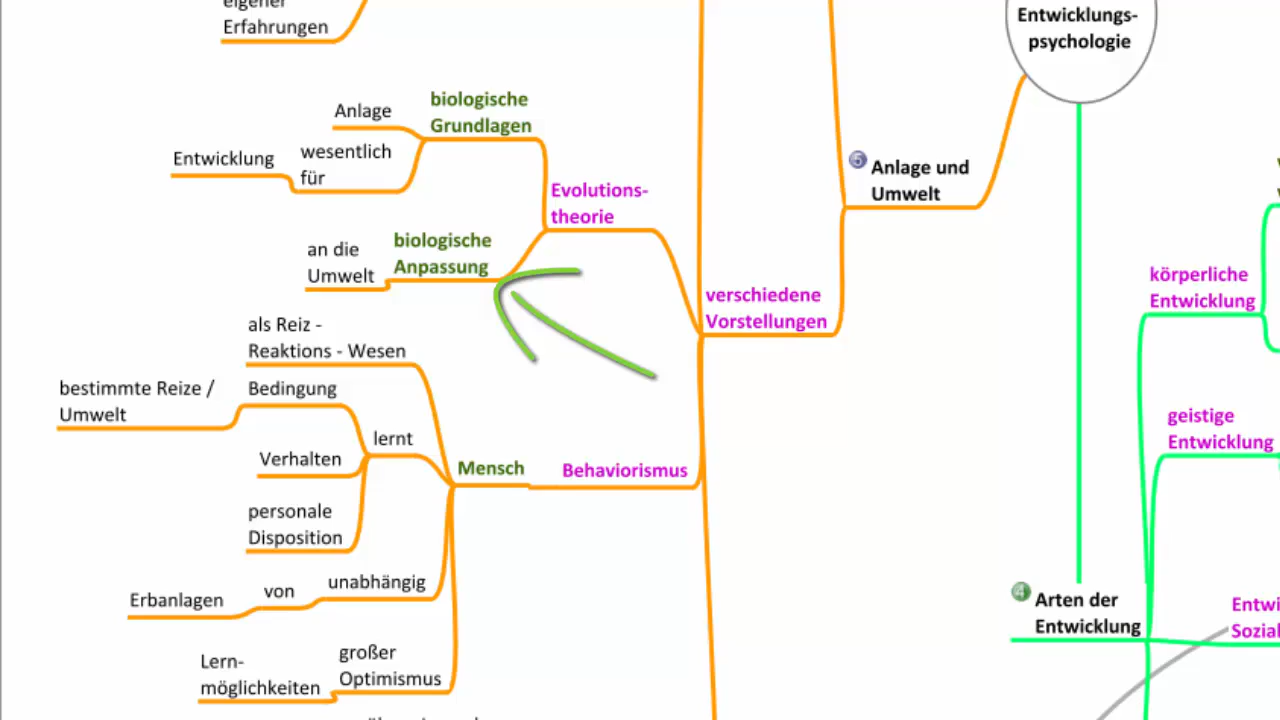 eigener
Erfahrungen
Entwicklungs-
psychologie
biologische
Grundlagen
Anlage
wesentlich
für
Entwicklung
Evolutions-
theorie
biologische
Anpassung
an die
Umwelt
5
Anlage und
Umwelt
verschiedene
Vorstellungen
als Reiz -
Reaktions - Wesen
bestimmte Reize /
Umwelt
Bedingung
lernt
Verhalten
personale
Disposition
Mensch
Behaviorismus
Erbanlagen
von
unabhängig
großer
Optimismus
Lern-
möglichkeiten
körperliche
Entwicklung
geistige
Entwicklung
4
Arten der
Entwicklung